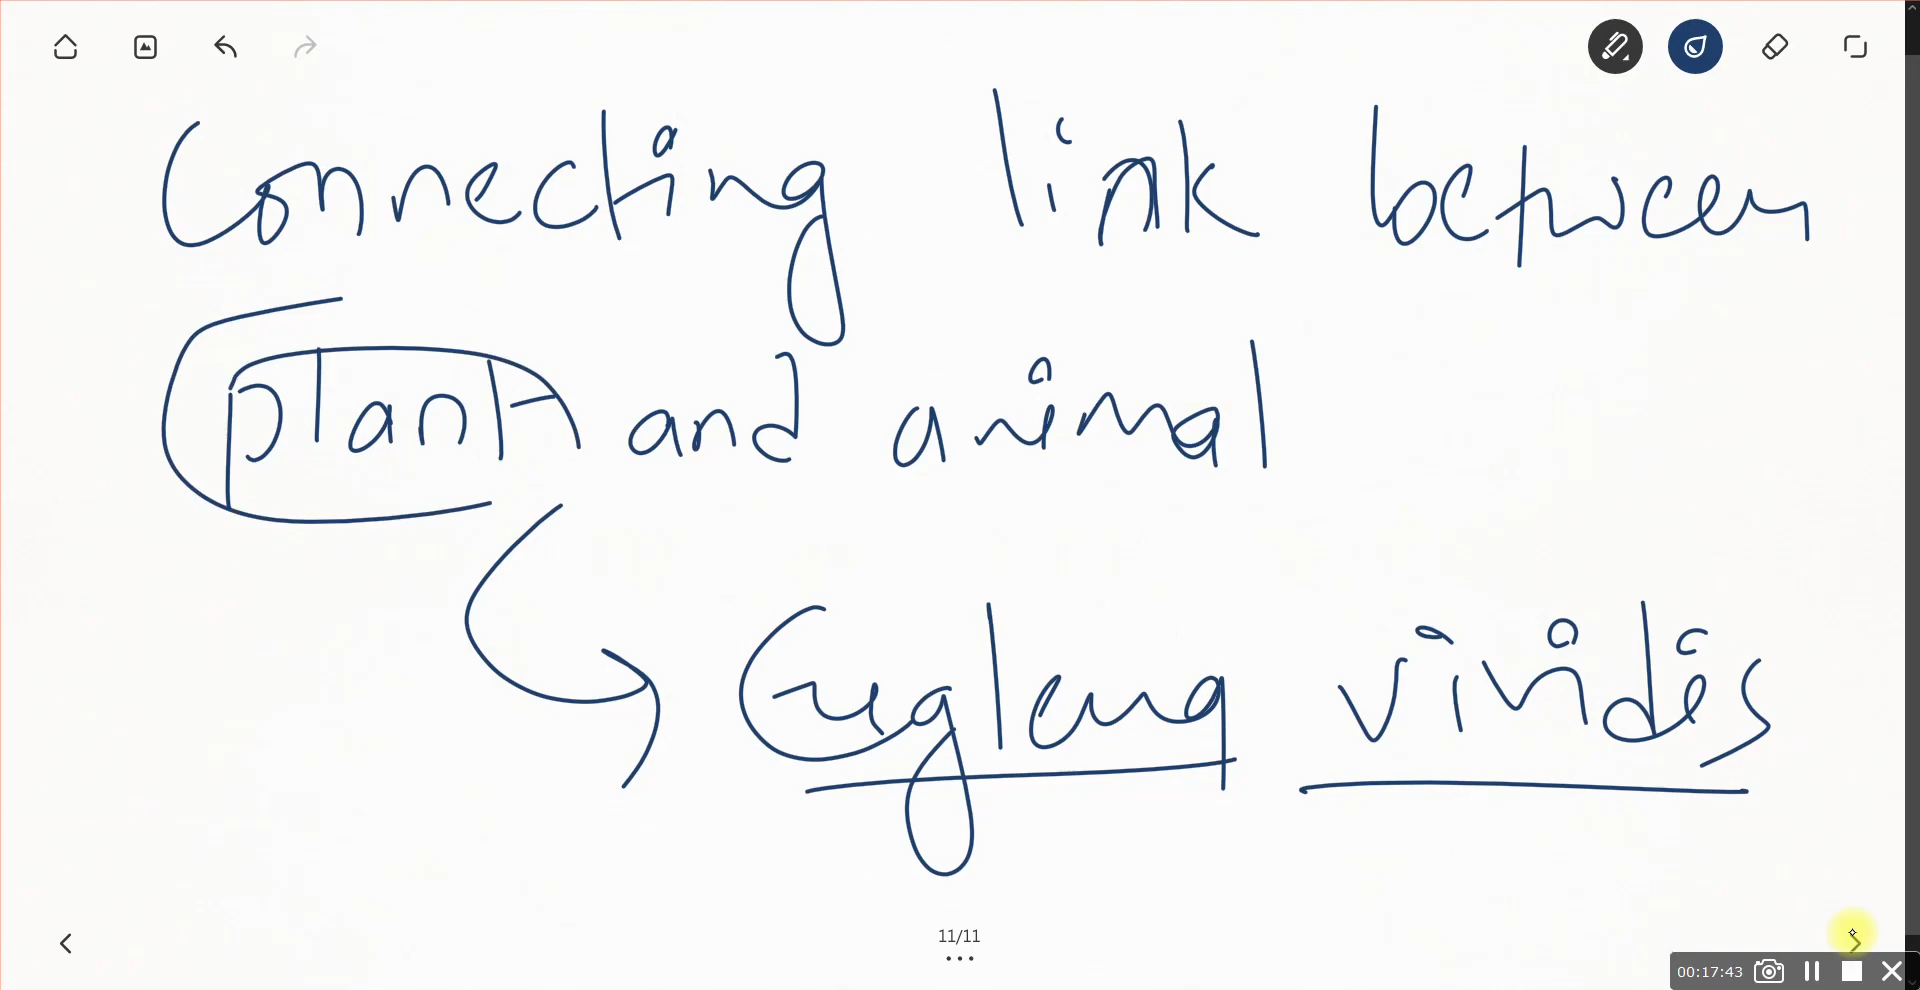 Connecting link between
plant and animal
Euglena viridis
11/11
00:17:43